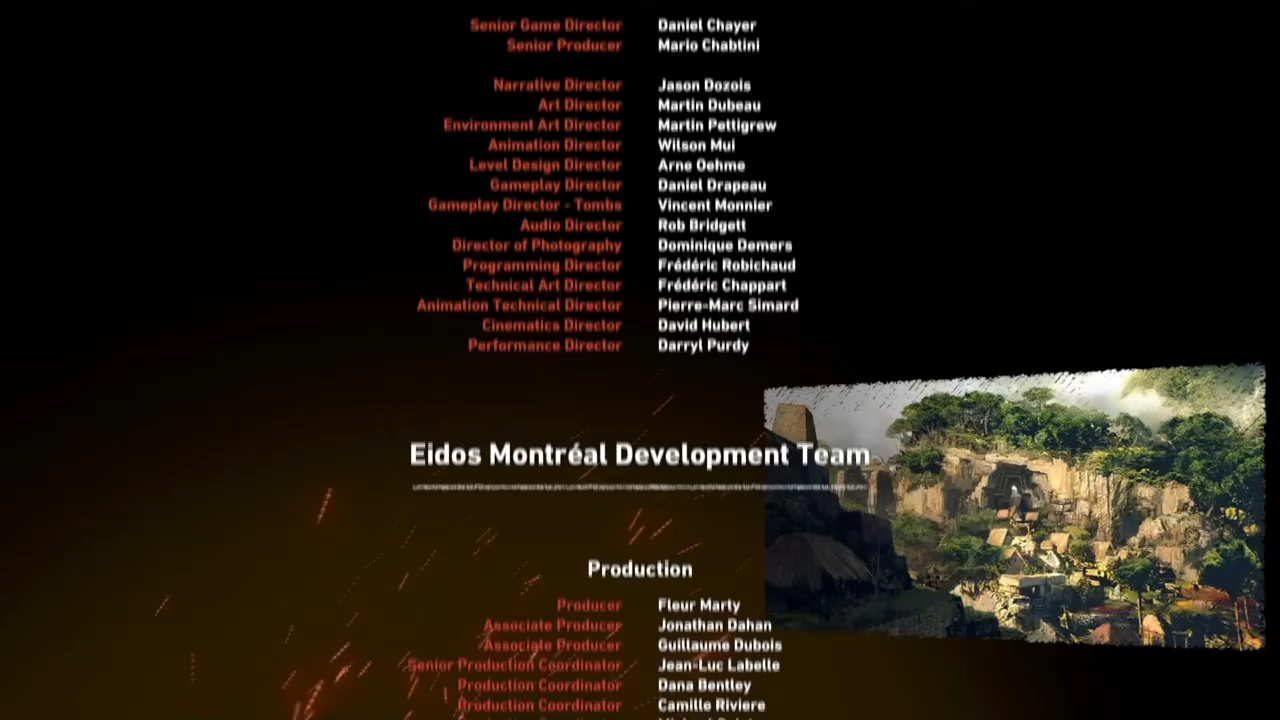 Senior Game Director Daniel Chayer
Senior Producer Mario Chabtini
Narrative Director Jason Dozois
Art Director Martin Dubeau
Environment Art Director Martin Pettigrew
Animation Director Wilson Mui
Level Design Director Arne Oehme
Gameplay Director Daniel Drapeau
Gameplay Director - Tombs Vincent Monnier
Audio Director Rob Bridgett
Director of Photography Dominique Demers
Programming Director Frédéric Robichaud
Technical Art Director Frédéric Chappart
Animation Technical Director Pierre-Marc Simard
Cinematics Director David Hubert
Performance Director Darryl Purdy
Eidos Montréal Development Team
Production
Producer Fleur Marty
Associate Producer Jonathan Dahan
Associate Producer Guillaume Dubois
Senior Production Coordinator Jean-Luc Labelle
Production Coordinator Dana Bentley
Production Coordinator Camille Riviere